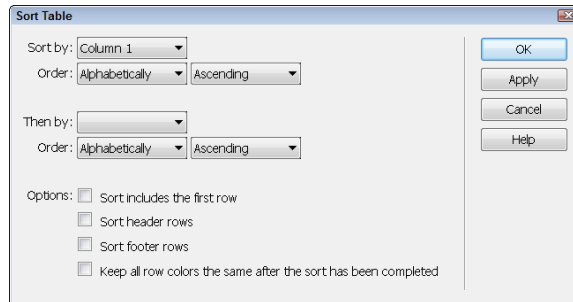 Sort Table
Sort by: Column 1
Order: Alphabetically Ascending
Then by:
Order: Alphabetically Ascending
Options: Sort includes the first row
Sort header rows
Sort footer rows
Keep all row colors the same after the sort has been completed
OK
Apply
Cancel
Help